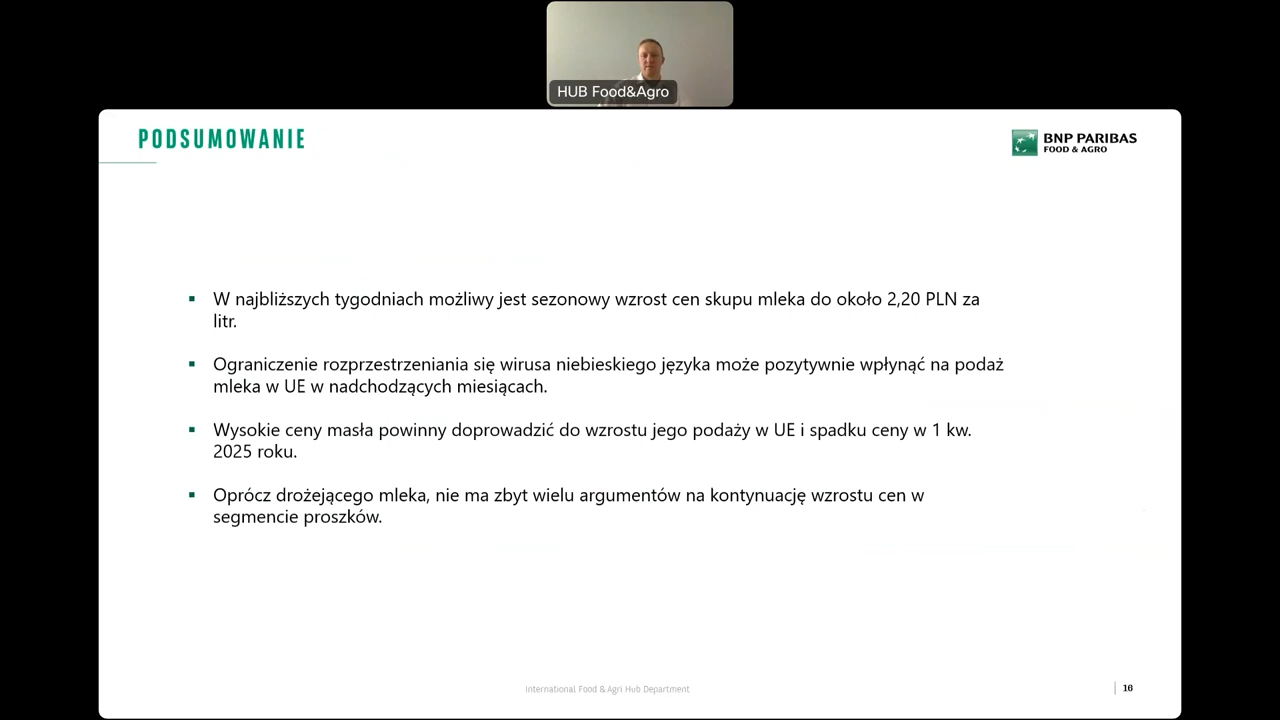 HUB Food&Agro
PODSUMOWANIE
BNP PARIBAS
FOOD & AGRO
▪ W najbliższych tygodniach możliwy jest sezonowy wzrost cen skupu mleka do około 2,20 PLN za
litr.
▪ Ograniczenie rozprzestrzeniania się wirusa niebieskiego języka może pozytywnie wpłynąć na podaż
mleka w UE w nadchodzących miesiącach.
▪ Wysokie ceny masła powinny doprowadzić do wzrostu jego podaży w UE i spadku ceny w 1 kw.
2025 roku.
▪ Oprócz drożejącego mleka, nie ma zbyt wielu argumentów na kontynuację wzrostu cen w
segmencie proszków.
International Food & Agri Hub Department
16